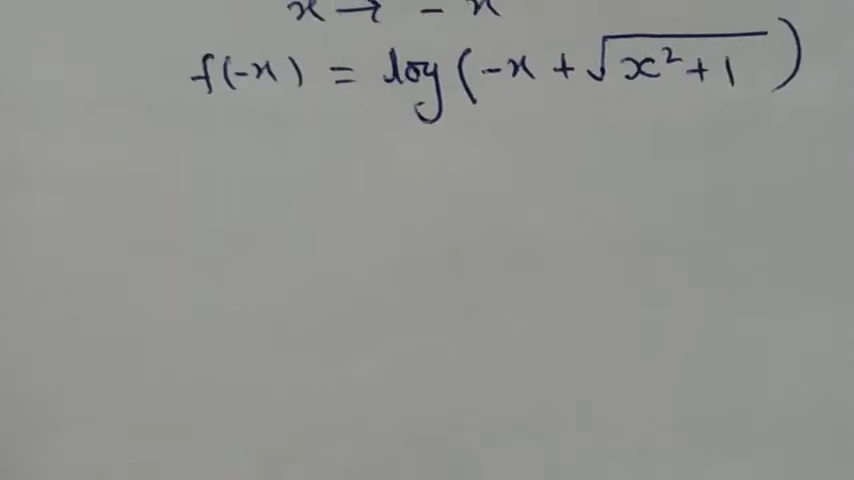 x → - x
f(-x) = log(-x + √(x²+1))